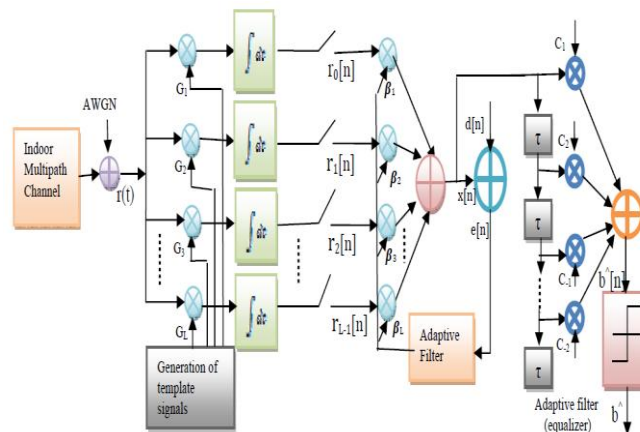 Indoor
Multipath
Channel
AWGN
r(t)
G1
G2
G3
GL
∫ dt
∫ dt
∫ dt
∫ dt
r0[n]
r1[n]
r2[n]
rL-1[n]
β1
β2
β3
βL
Generation of
template
signals
d[n]
x[n]
e[n]
Adaptive
Filter
C1
C2
C-1
C-2
τ
τ
τ
b^[n]
b^
Adaptive filter
(equalizer)